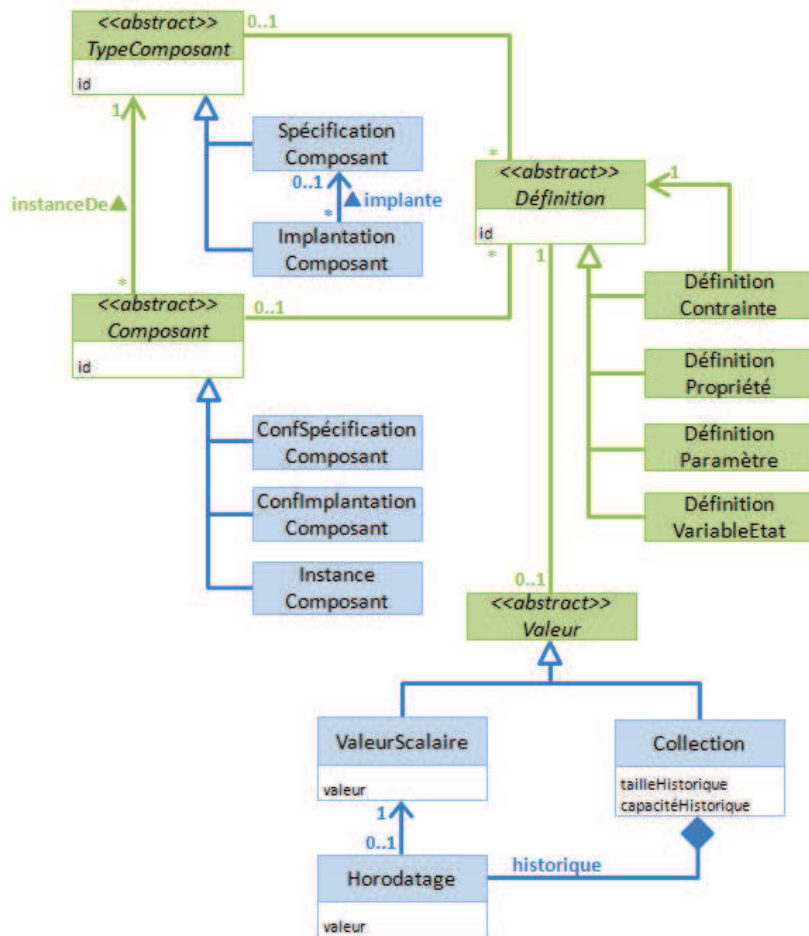 <<abstract>>
TypeComposant
id
0..1
1
Spécification
Composant
0..1
implante
*
Implantation
Composant
instanceDe
*
*
<<abstract>>
Définition
id
1
*
1
<<abstract>>
Composant
id
0..1
Définition
Contrainte
Définition
Propriété
Définition
Paramètre
Définition
VariableEtat
ConfSpécification
Composant
ConfImplantation
Composant
Instance
Composant
0..1
<<abstract>>
Valeur
ValeurScalaire
valeur
Collection
tailleHistorique
capacitéHistorique
1
0..1
historique
Horodatage
valeur